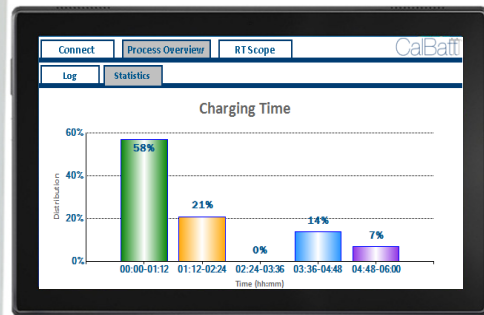 Connect Process Overview RT Scope CalBatt
Log Statistics
Charging Time
60%
58%
40%
Distribution
21%
20%
14%
7%
0%
0%
00:00-01:12 01:12-02:24 02:24-03:36 03:36-04:48 04:48-06:00
Time (hh:mm)